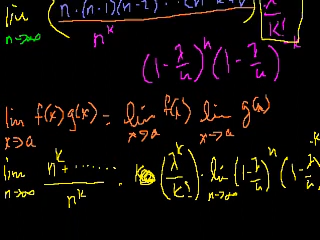 lim n→∞ ( n·(n-1)(n-2)···(n-k+1) / n^k λ^k / k!
(1-λ/n)^n (1-λ/n)^-k
lim x→a f(x)g(x) = lim x→a f(x) lim x→a g(x)
lim n→∞ n^k + ······· / n^k · (λ^k / k!) · lim n→∞ (1-λ/n)^n (1-λ/n)^-k